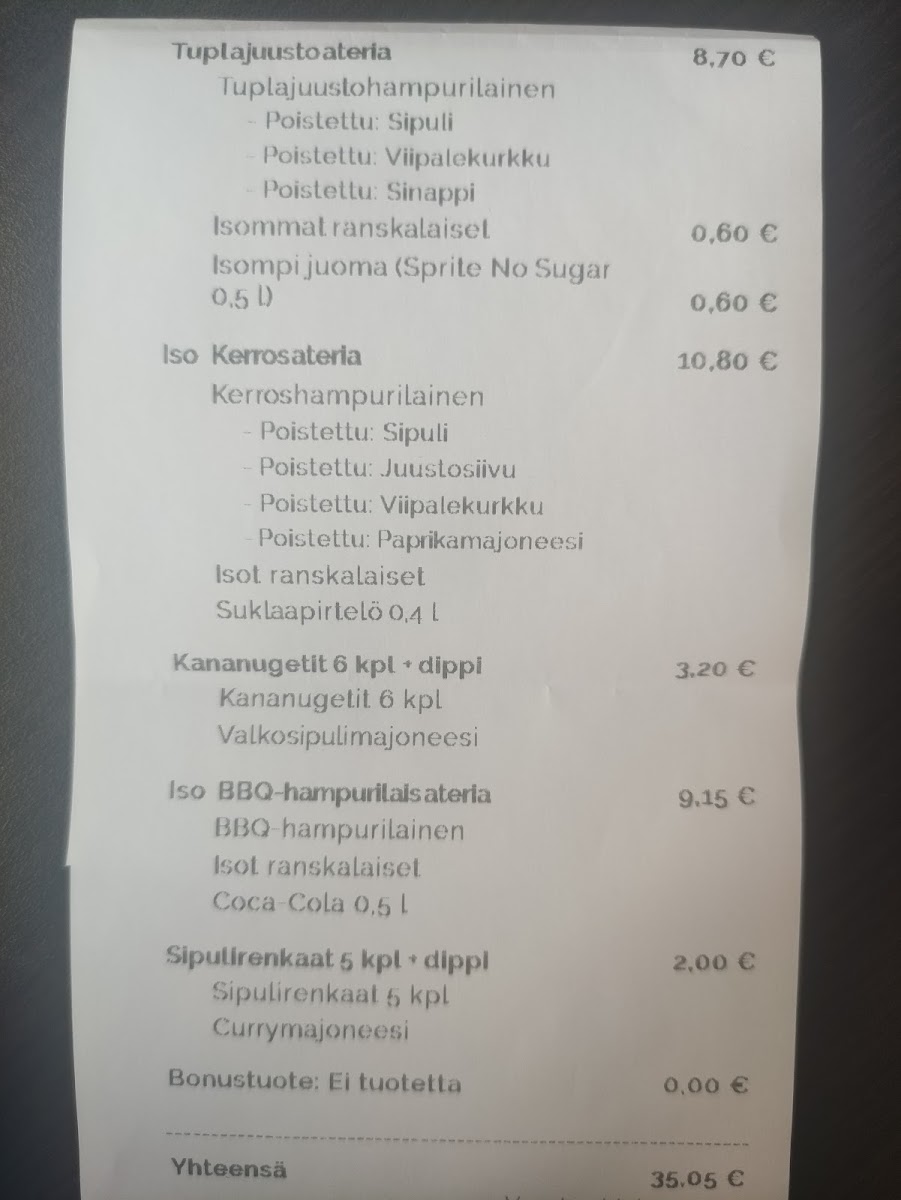 Tuplajuustoateria 8,70 €
Tuplajuustohampurilainen
- Poistettu: Sipuli
- Poistettu: Viipalekurkku
- Poistettu: Sinappi
Isommat ranskalaiset 0,60 €
Isompi juoma (Sprite No Sugar
0,5 l) 0,60 €
Iso Kerrosateria 10,80 €
Kerroshampurilainen
- Poistettu: Sipuli
- Poistettu: Juustosiivu
- Poistettu: Viipalekurkku
- Poistettu: Paprikamajoneesi
Isot ranskalaiset
Suklaapirtelö 0,4 l
Kananugetit 6 kpl + dippi 3,20 €
Kananugetit 6 kpl
Valkosipulimajoneesi
Iso BBQ-hampurilaisateria 9,15 €
BBQ-hampurilainen
Isot ranskalaiset
Coca-Cola 0,5 l
Sipulirenkaat 5 kpl + dippi 2,00 €
Sipulirenkaat 5 kpl
Currymajoneesi
Bonustuote: Ei tuotetta 0,00 €
Yhteensä 35,05 €